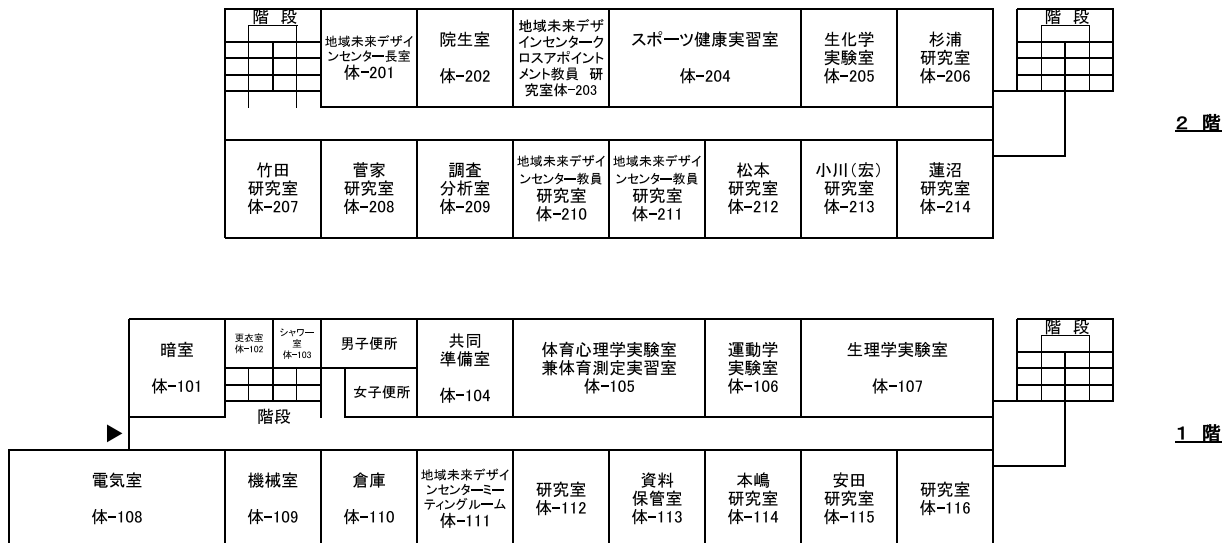 階 段
地域未来デザイ
ンセンター長室
体-201
院生室
体-202
地域未来デザ
インセンターク
ロスアポイント
メント教員 研
究室体-203
スポーツ健康実習室
体-204
生化学
実験室
体-205
杉浦
研究室
体-206
階 段
2 階
竹田
研究室
体-207
菅家
研究室
体-208
調査
分析室
体-209
地域未来デザイ
ンセンター教員
研究室
体-210
地域未来デザイ
ンセンター教員
研究室
体-211
松本
研究室
体-212
小川(宏)
研究室
体-213
蓮沼
研究室
体-214
暗室
体-101
更衣室
体-102
シャワー
室
体-103
男子便所
女子便所
階段
共同
準備室
体-104
体育心理学実験室
兼体育測定実習室
体-105
運動学
実験室
体-106
生理学実験室
体-107
階 段
1 階
電気室
体-108
機械室
体-109
倉庫
体-110
地域未来デザイ
ンセンターミー
ティングルーム
体-111
研究室
体-112
資料
保管室
体-113
本嶋
研究室
体-114
安田
研究室
体-115
研究室
体-116